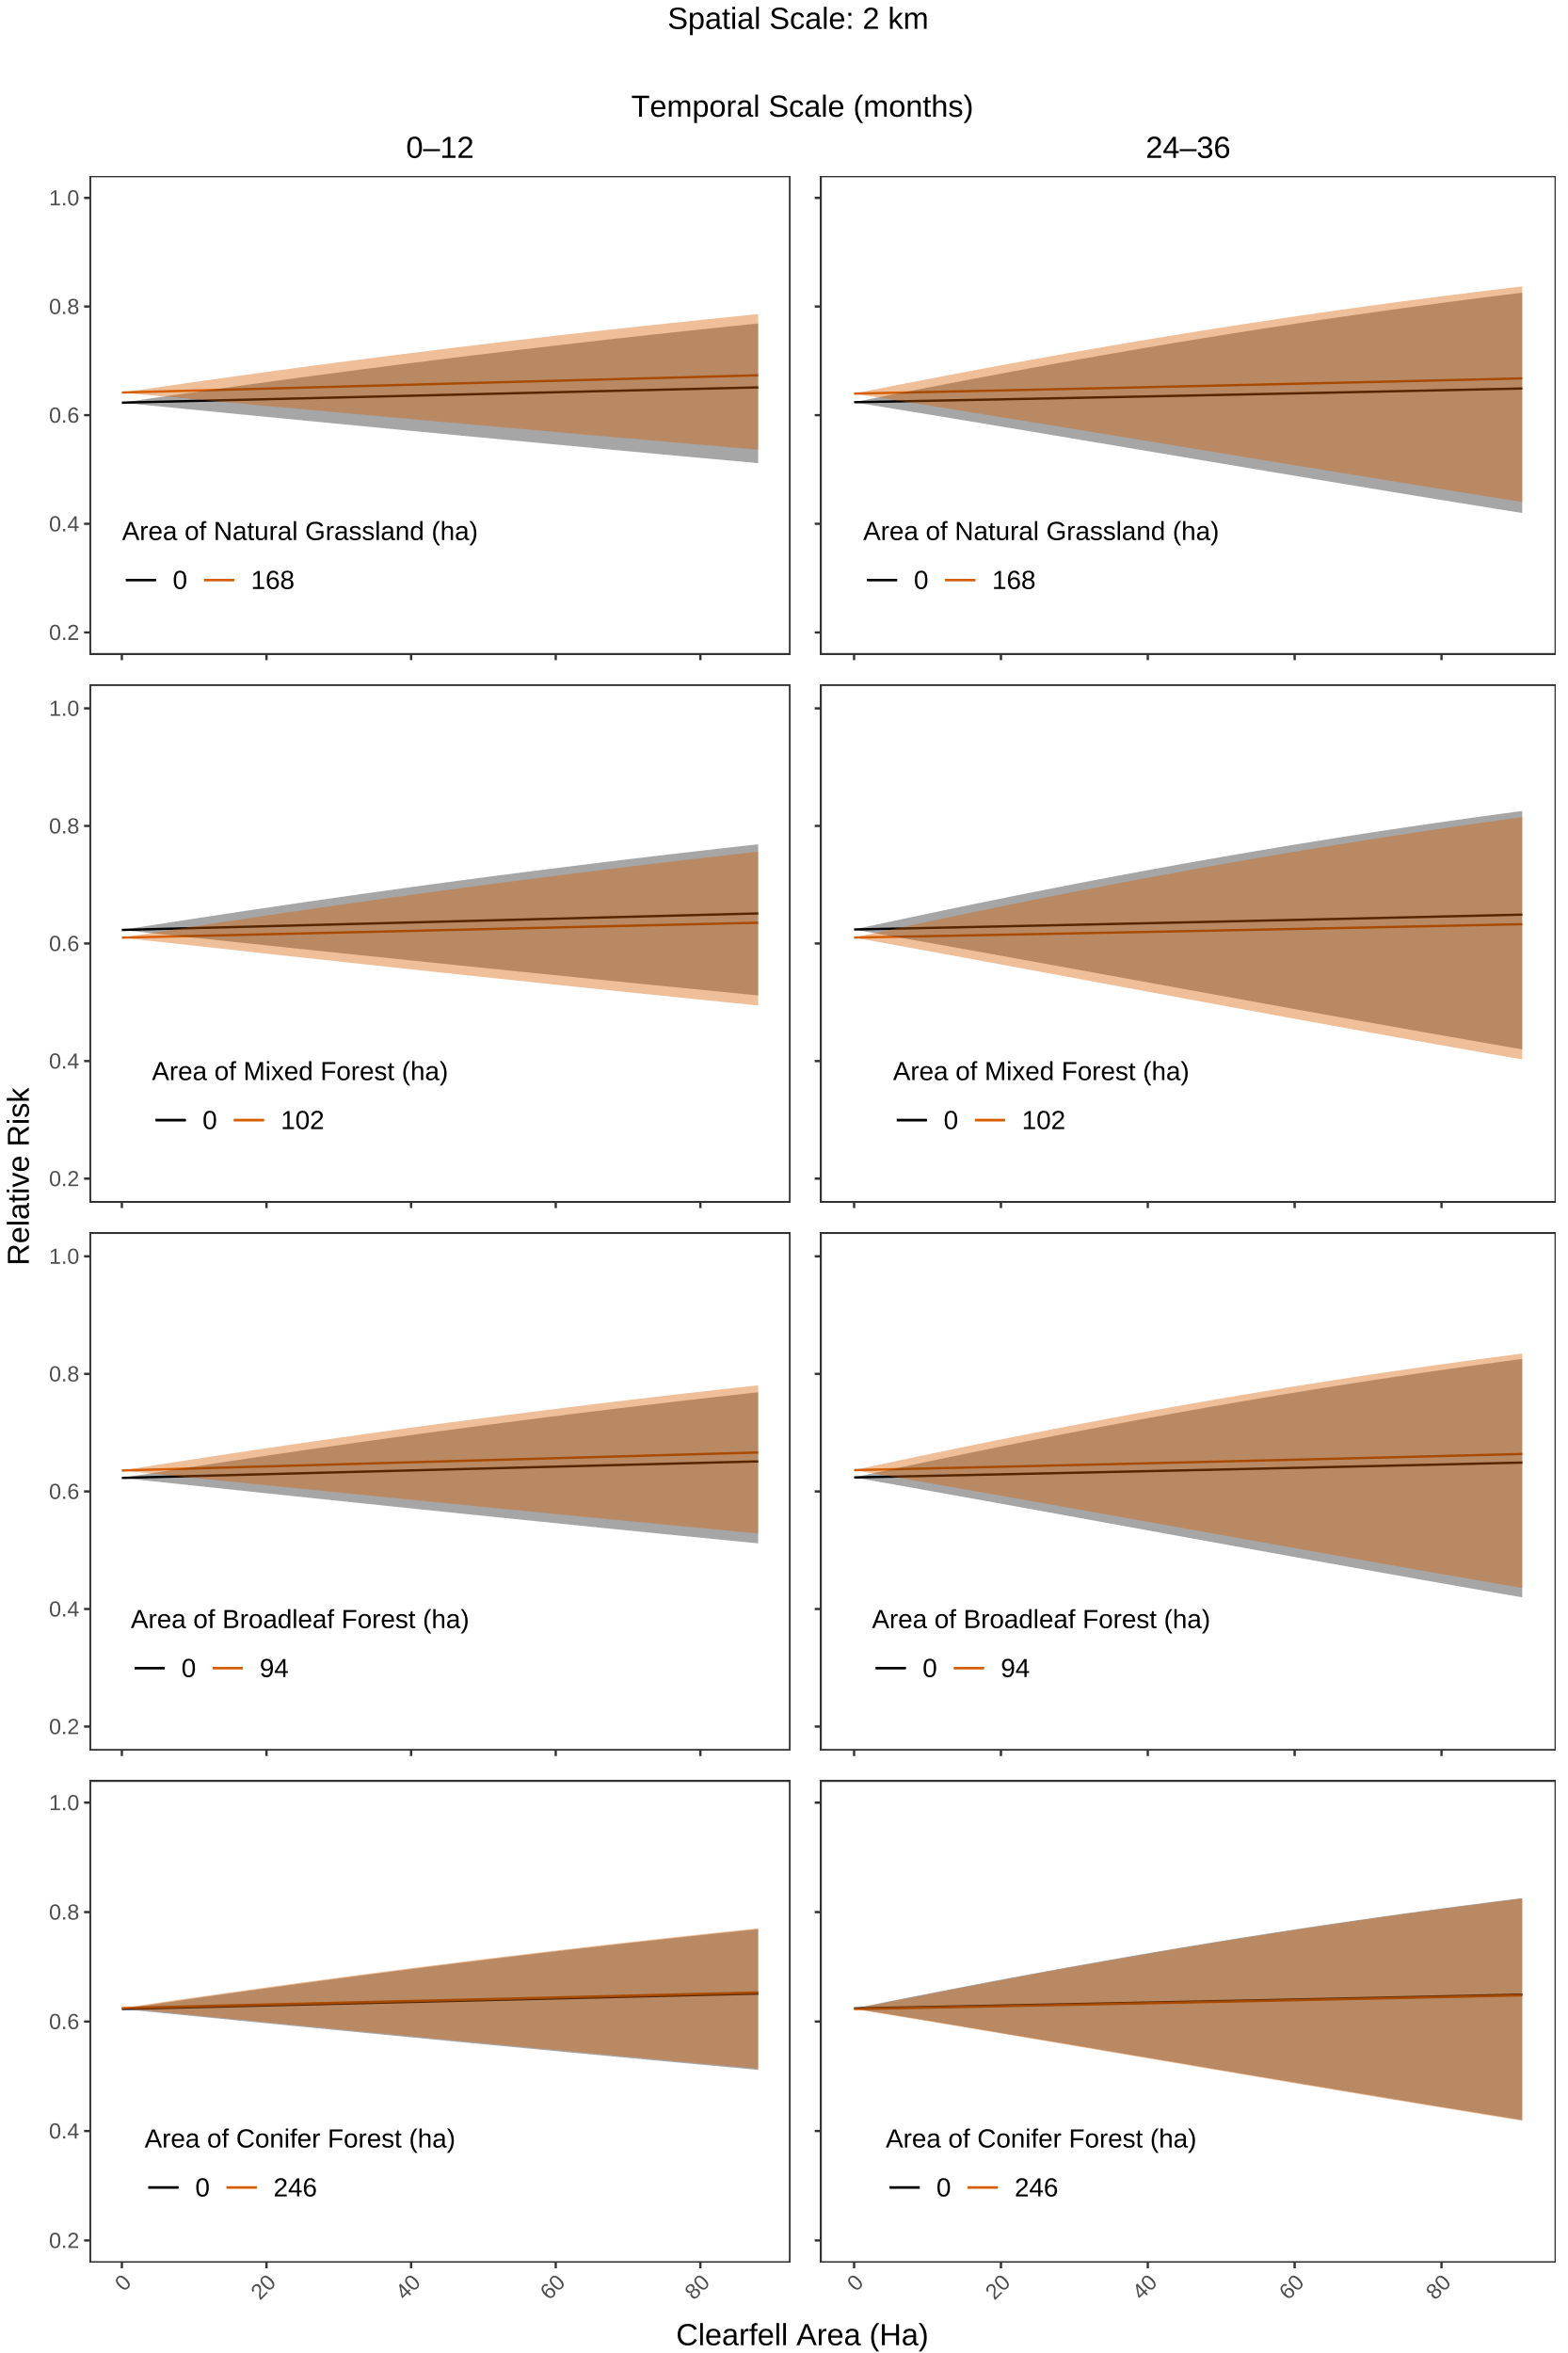 Spatial Scale: 2 km
Temporal Scale (months)
0–12
24–36
Relative Risk
1.0
0.8
0.6
0.4
0.2
Area of Natural Grassland (ha)
0 168
Area of Natural Grassland (ha)
0 168
1.0
0.8
0.6
0.4
0.2
Area of Mixed Forest (ha)
0 102
Area of Mixed Forest (ha)
0 102
1.0
0.8
0.6
0.4
0.2
Area of Broadleaf Forest (ha)
0 94
Area of Broadleaf Forest (ha)
0 94
1.0
0.8
0.6
0.4
0.2
Area of Conifer Forest (ha)
0 246
Area of Conifer Forest (ha)
0 246
0 20 40 60 80
0 20 40 60 80
Clearfell Area (Ha)